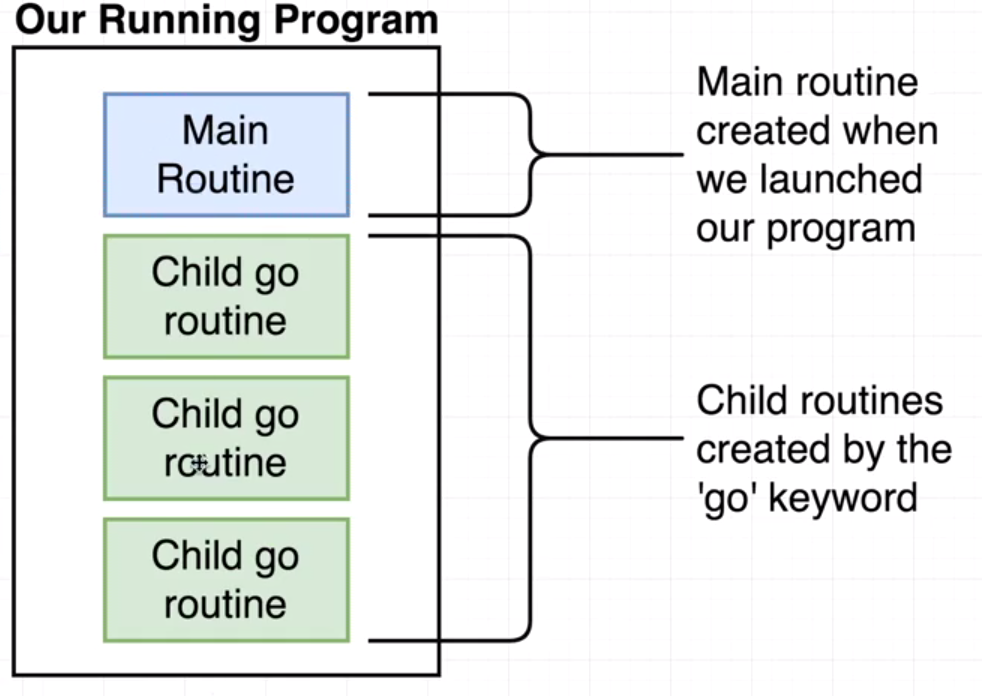 Our Running Program
Main
Routine
Main routine
created when
we launched
our program
Child go
routine
Child go
routine
Child go
routine
Child routines
created by the
'go' keyword